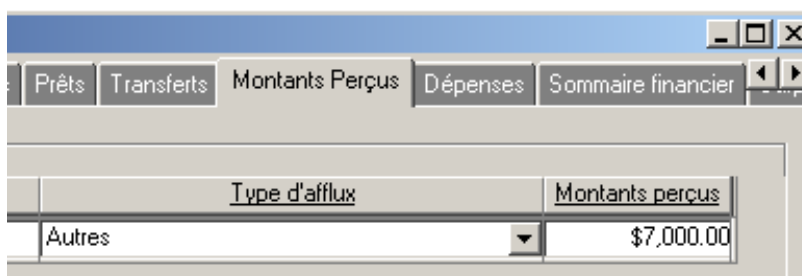 Prêts Transferts Montants Perçus Dépenses Sommaire financier
Type d'afflux Montants perçus
Autres $7,000.00